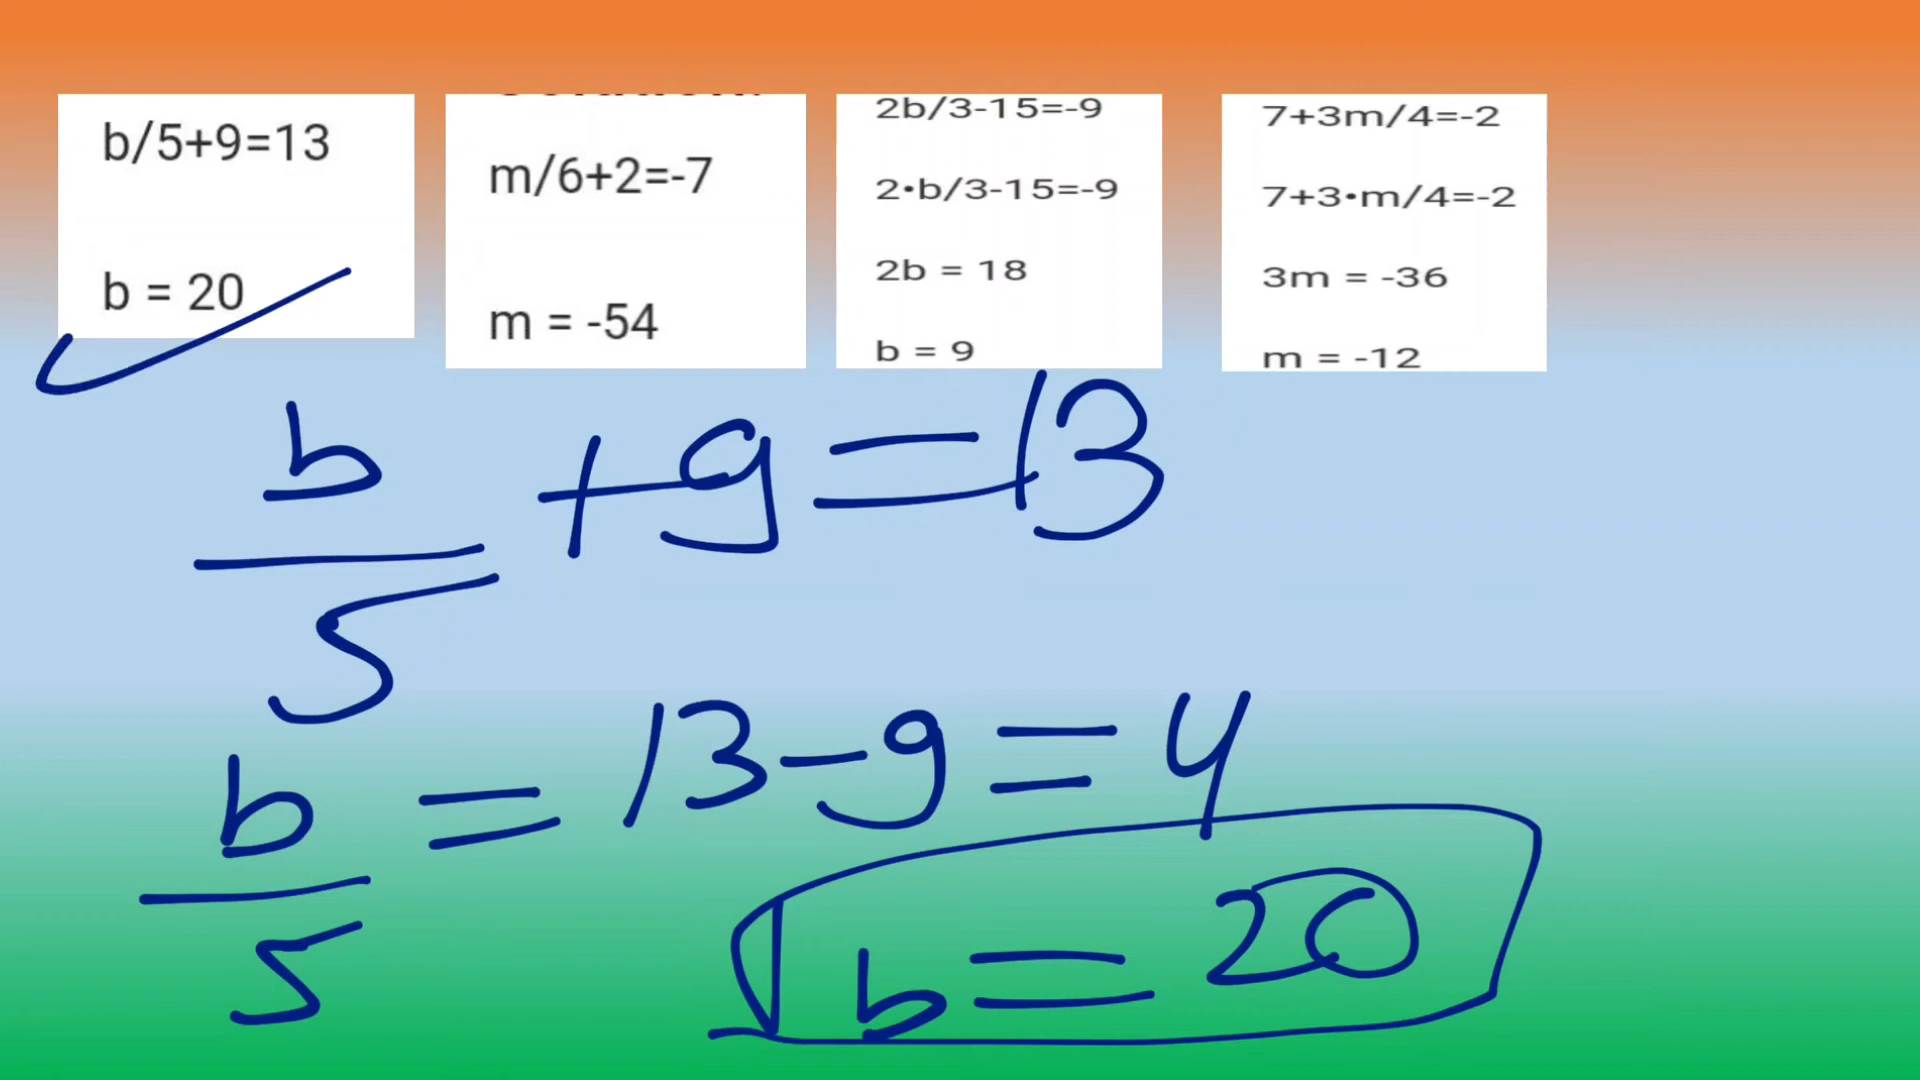 b/5+9=13
b = 20
m/6+2=-7
m = -54
2b/3-15=-9
2•b/3-15=-9
2b = 18
b = 9
7+3m/4=-2
7+3•m/4=-2
3m = -36
m = -12
b/5 +9=13
b/5 = 13-9=4
b=20